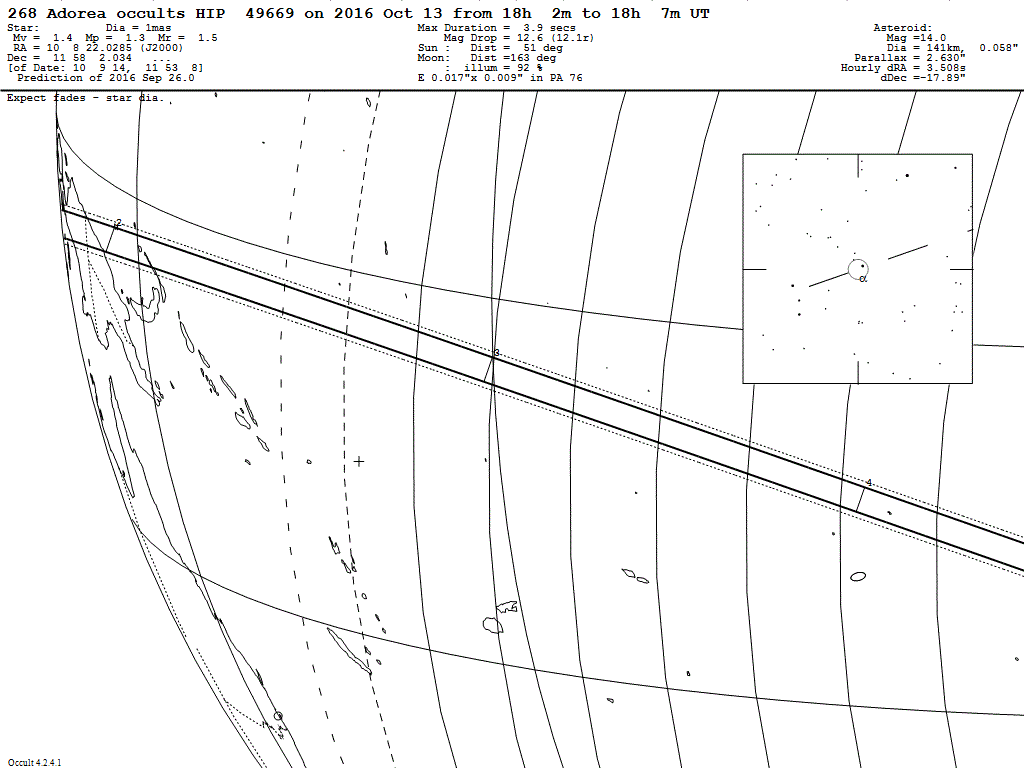 268 Adorea occults HIP  49669 on 2016 Oct 13 from 18h  2m to 18h  7m UT
Star:          Dia = 1mas
Mv =  1.4  Mp =  1.3  Mr =  1.5
RA = 10  8 22.0285 (J2000)
Dec =  11 58  2.034  ...
[of Date: 10  9 14,  11 53  8]
Prediction of 2016 Sep 26.0
Max Duration =  3.9 secs
Mag Drop = 12.6 (12.1r)
Sun :   Dist =  51 deg
Moon:   Dist =163 deg
:  illum = 92 %
E 0.017"x 0.009" in PA 76
Asteroid:
Mag =14.0
Dia = 141km,  0.058"
Parallax = 2.630"
Hourly dRA = 3.508s
dDec =-17.89"
Expect fades - star dia.
2
α
3
4
Occult 4.2.4.1